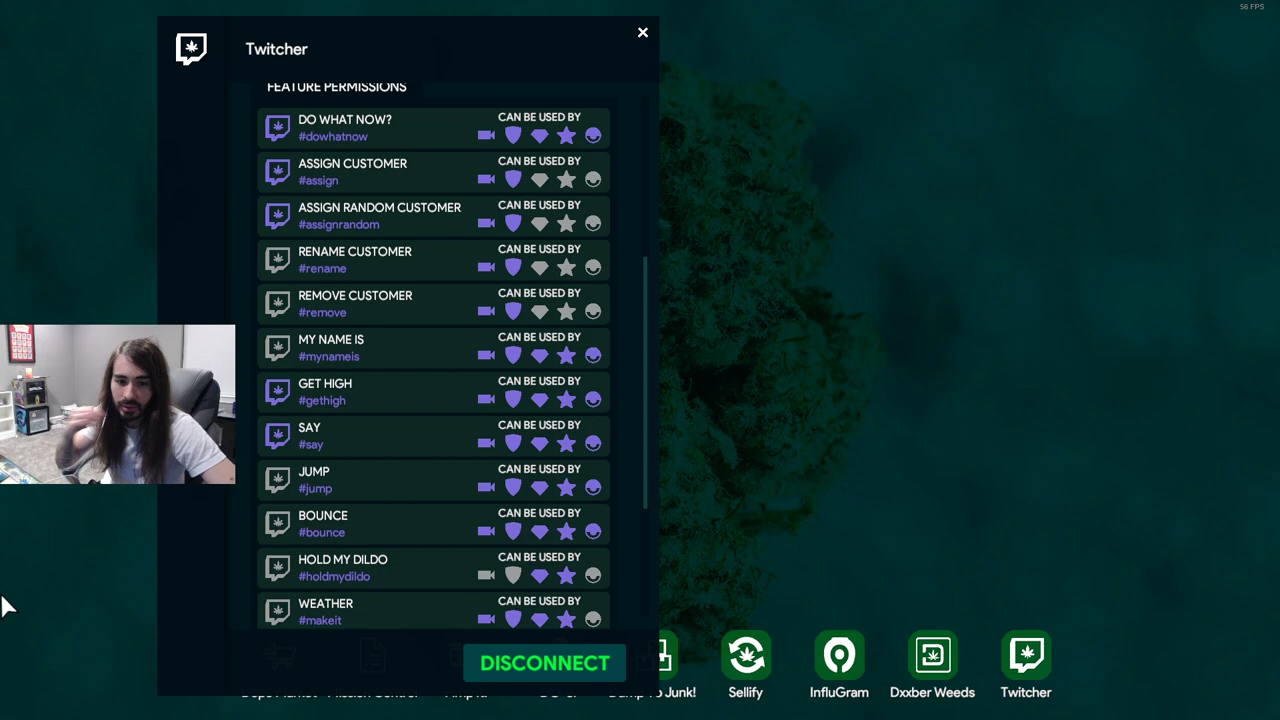 56 FPS
Twitcher
FEATURE PERMISSIONS
DO WHAT NOW?
CAN BE USED BY
#dowhatnow
ASSIGN CUSTOMER
CAN BE USED BY
#assign
ASSIGN RANDOM CUSTOMER
CAN BE USED BY
#assignrandom
RENAME CUSTOMER
CAN BE USED BY
#rename
REMOVE CUSTOMER
CAN BE USED BY
#remove
MY NAME IS
CAN BE USED BY
#mynameis
GET HIGH
CAN BE USED BY
#gethigh
SAY
CAN BE USED BY
#say
JUMP
CAN BE USED BY
#jump
BOUNCE
CAN BE USED BY
#bounce
HOLD MY DILDO
CAN BE USED BY
#holdmydildo
WEATHER
CAN BE USED BY
#makeit
DISCONNECT
Junk!
Sellify
InfluGram
Dxxber Weeds
Twitcher